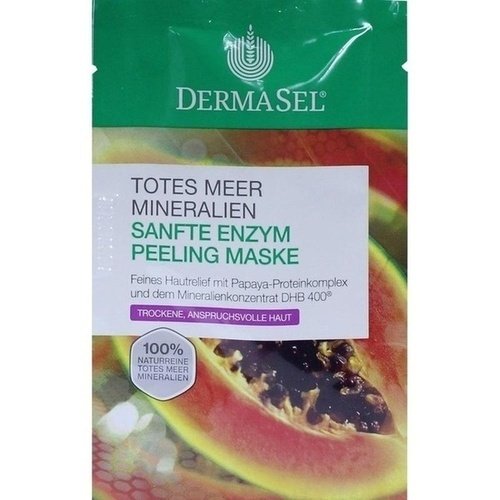 DERMASEL®
TOTES MEER
MINERALIEN
SANFTE ENZYM
PEELING MASKE
Feines Hautrelief mit Papaya-Proteinkomplex
und dem Mineralienkonzentrat DHB 400®
TROCKENE, ANSPRUCHSVOLLE HAUT
100%
NATURREINE
TOTES MEER
MINERALIEN